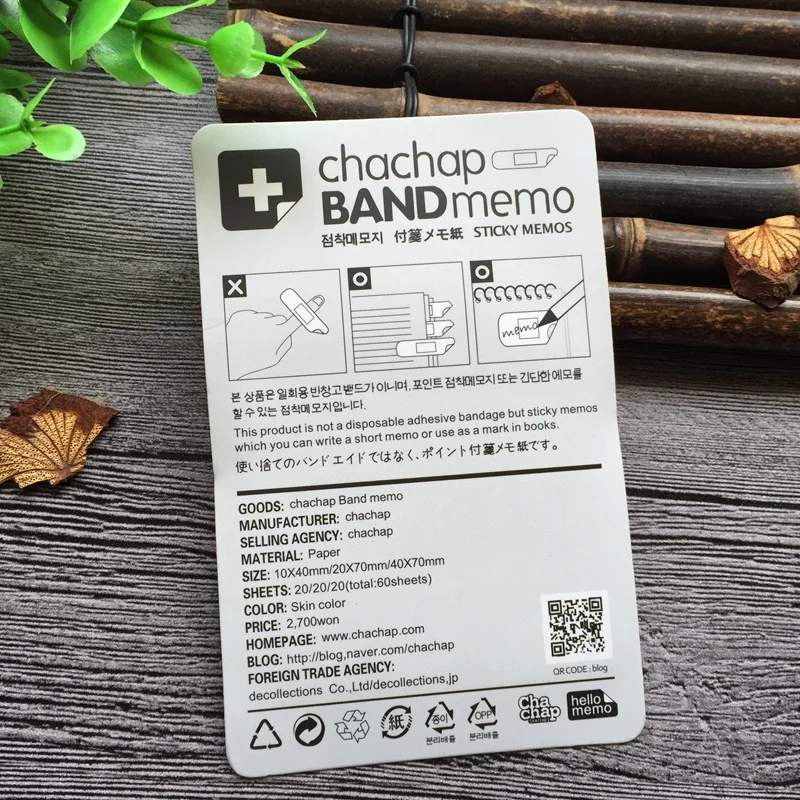 chachap
BANDmemo
점착메모지 付箋メモ紙 STICKY MEMOS
X
O
O
memo
본 상품은 일회용 반창고 밴드가 이니며, 포인트 점착메모지 또는 간단한 에모를
할 수 있는 점착메모지입니다.
This product is not a disposable adhesive bandage but sticky memos
which you can write a short memo or use as a mark in books.
使い捨てのバンドエイドではなく、ポイント付箋メモ紙です。
GOODS: chachap Band memo
MANUFACTURER: chachap
SELLING AGENCY: chachap
MATERIAL: Paper
SIZE: 10X40mm/20X70mm/40X70mm
SHEETS: 20/20/20(total:60sheets)
COLOR: Skin color
PRICE: 2,700won
HOMEPAGE: www.chachap.com
BLOG: http://blog,naver.com/chachap
FOREIGN TRADE AGENCY:
decollections Co.,Ltd/decollections,jp
QR CODE : blog
紙
종이
분리배출
OPP
분리배출
cha
chap
hello
memo